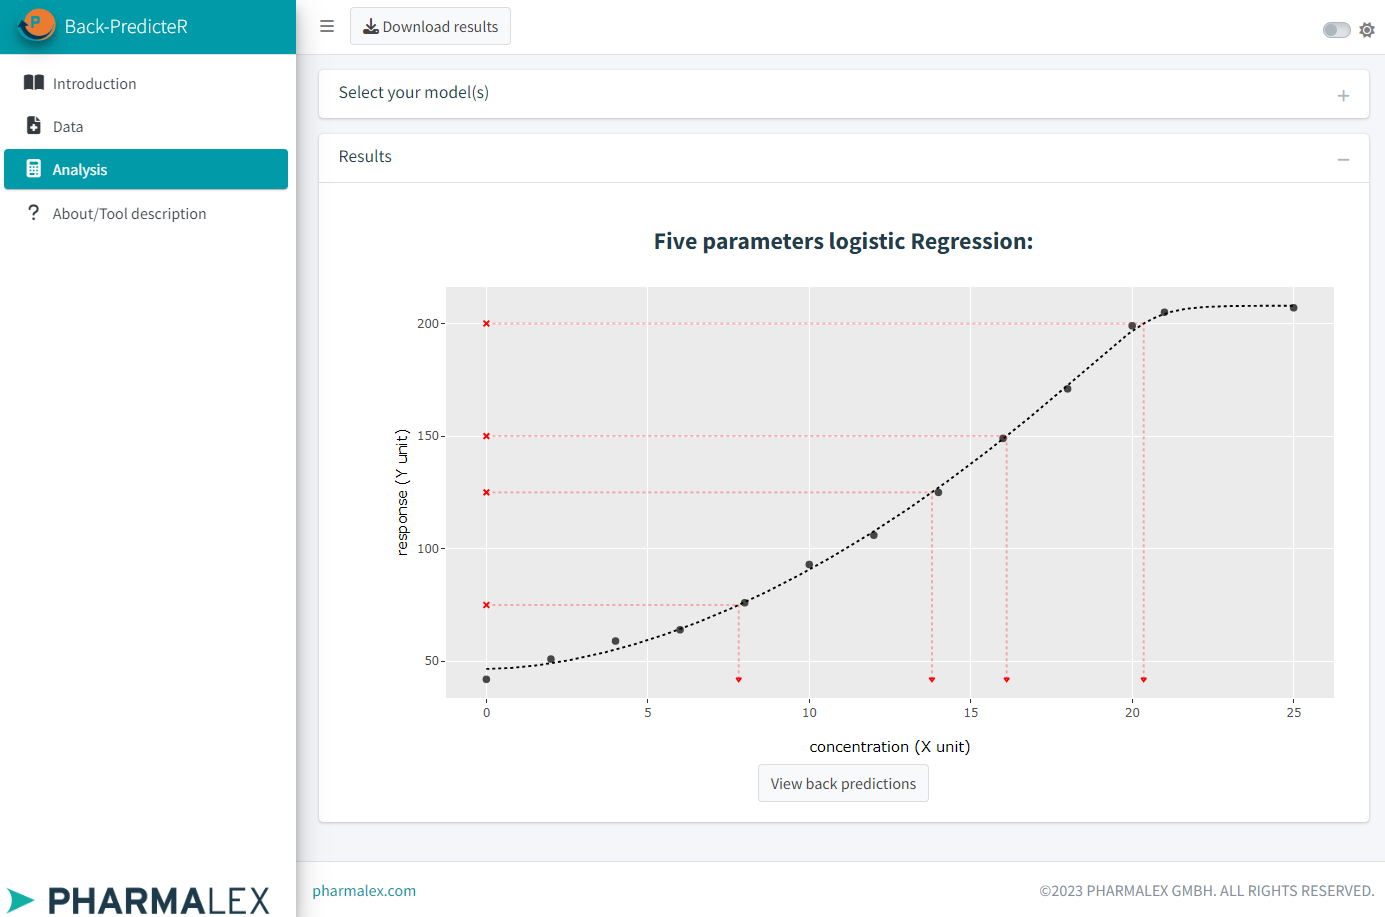 P
Back-PredicteR
Download results
Introduction
Data
Analysis
? About/Tool description
Select your model(s)
Results
Five parameters logistic Regression:
200
150
100
50
response (Y unit)
0 5 10 15 20 25
concentration (X unit)
View back predictions
PHARMALEX
pharmalex.com
©2023 PHARMALEX GMBH. ALL RIGHTS RESERVED.